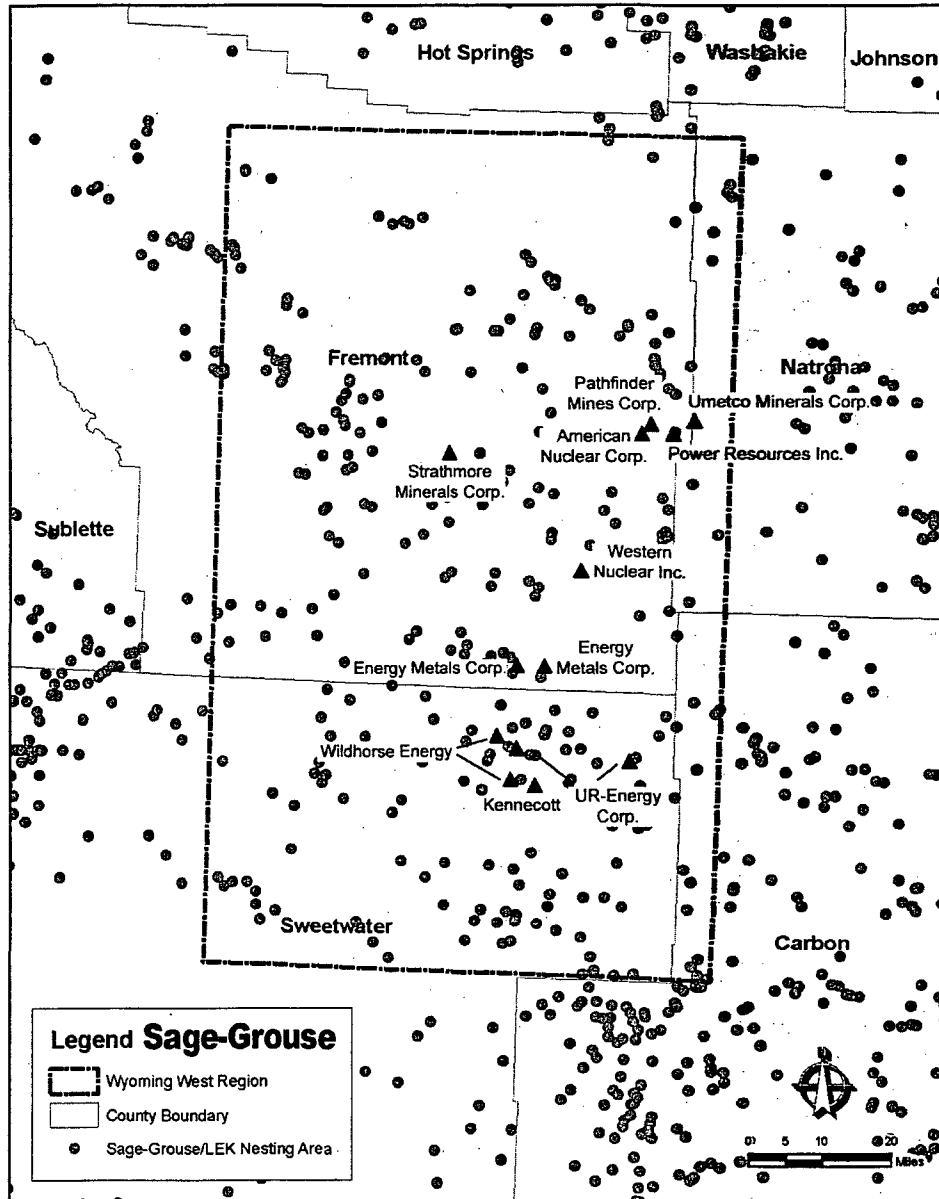 Hot Springs
Washakie
Johnson
Fremont
Natrona
Pathfinder
Mines Corp.
Umetco Minerals Corp.
American
Nuclear Corp.
Power Resources Inc.
Strathmore
Minerals Corp.
Sublette
Western
Nuclear Inc.
Energy Metals Corp.
Energy
Metals Corp.
Wildhorse Energy
Kennecott
UR-Energy
Corp.
Sweetwater
Carbon
Legend Sage-Grouse
Wyoming West Region
County Boundary
Sage-Grouse/LEK Nesting Area
N
0 5 10 20
Miles